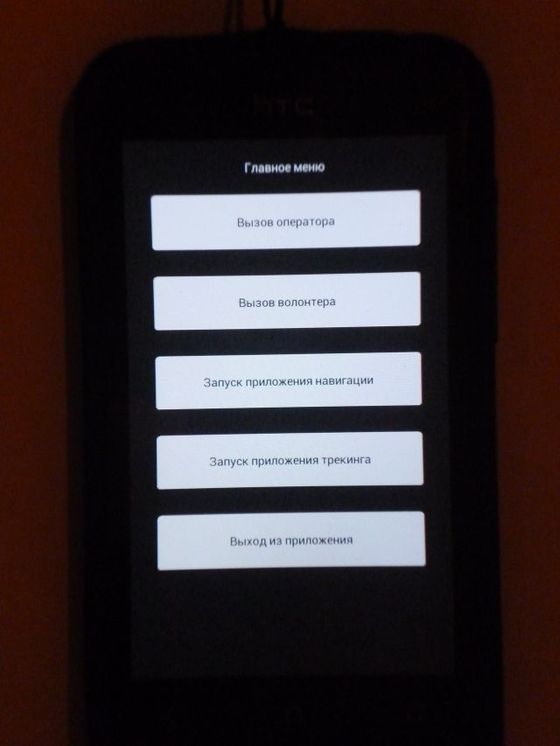 hTC
Главное меню
Вызов оператора
Вызов волонтера
Запуск приложения навигации
Запуск приложения трекинга
Выход из приложения